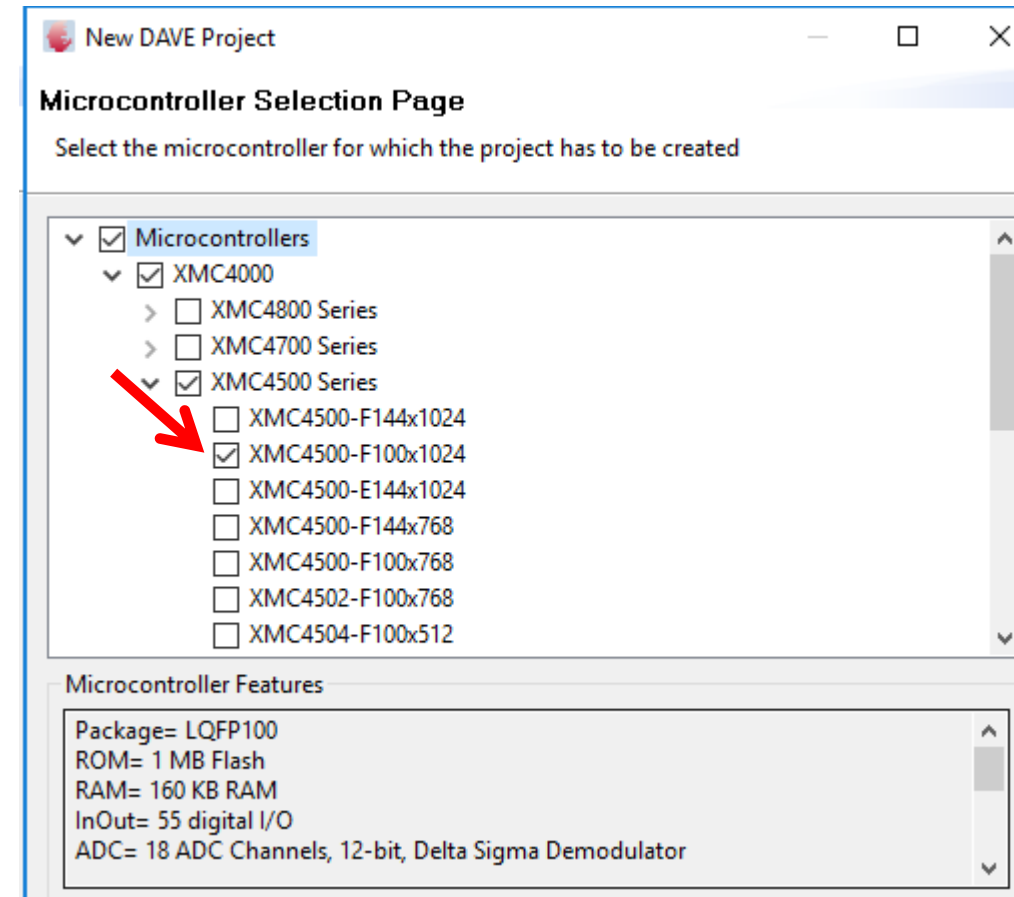 New DAVE Project
Microcontroller Selection Page
Select the microcontroller for which the project has to be created
Microcontrollers
XMC4000
XMC4800 Series
XMC4700 Series
XMC4500 Series
XMC4500-F144x1024
XMC4500-F100x1024
XMC4500-E144x1024
XMC4500-F144x768
XMC4500-F100x768
XMC4502-F100x768
XMC4504-F100x512
Microcontroller Features
Package= LQFP100
ROM= 1 MB Flash
RAM= 160 KB RAM
InOut= 55 digital I/O
ADC= 18 ADC Channels, 12-bit, Delta Sigma Demodulator